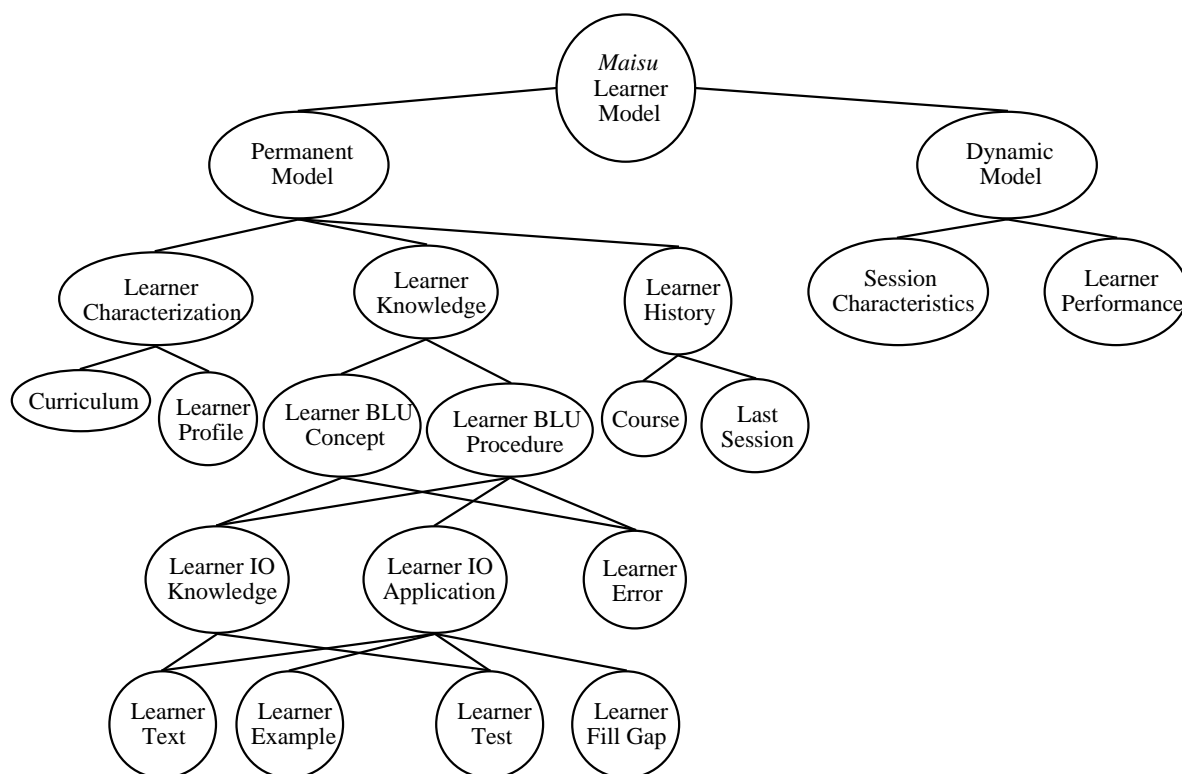 Maisu
Learner
Model
Permanent
Model
Dynamic
Model
Learner
Characterization
Learner
Knowledge
Learner
History
Session
Characteristics
Learner
Performance
Curriculum
Learner
Profile
Learner BLU
Concept
Learner BLU
Procedure
Course
Last
Session
Learner IO
Knowledge
Learner IO
Application
Learner
Error
Learner
Text
Learner
Example
Learner
Test
Learner
Fill Gap